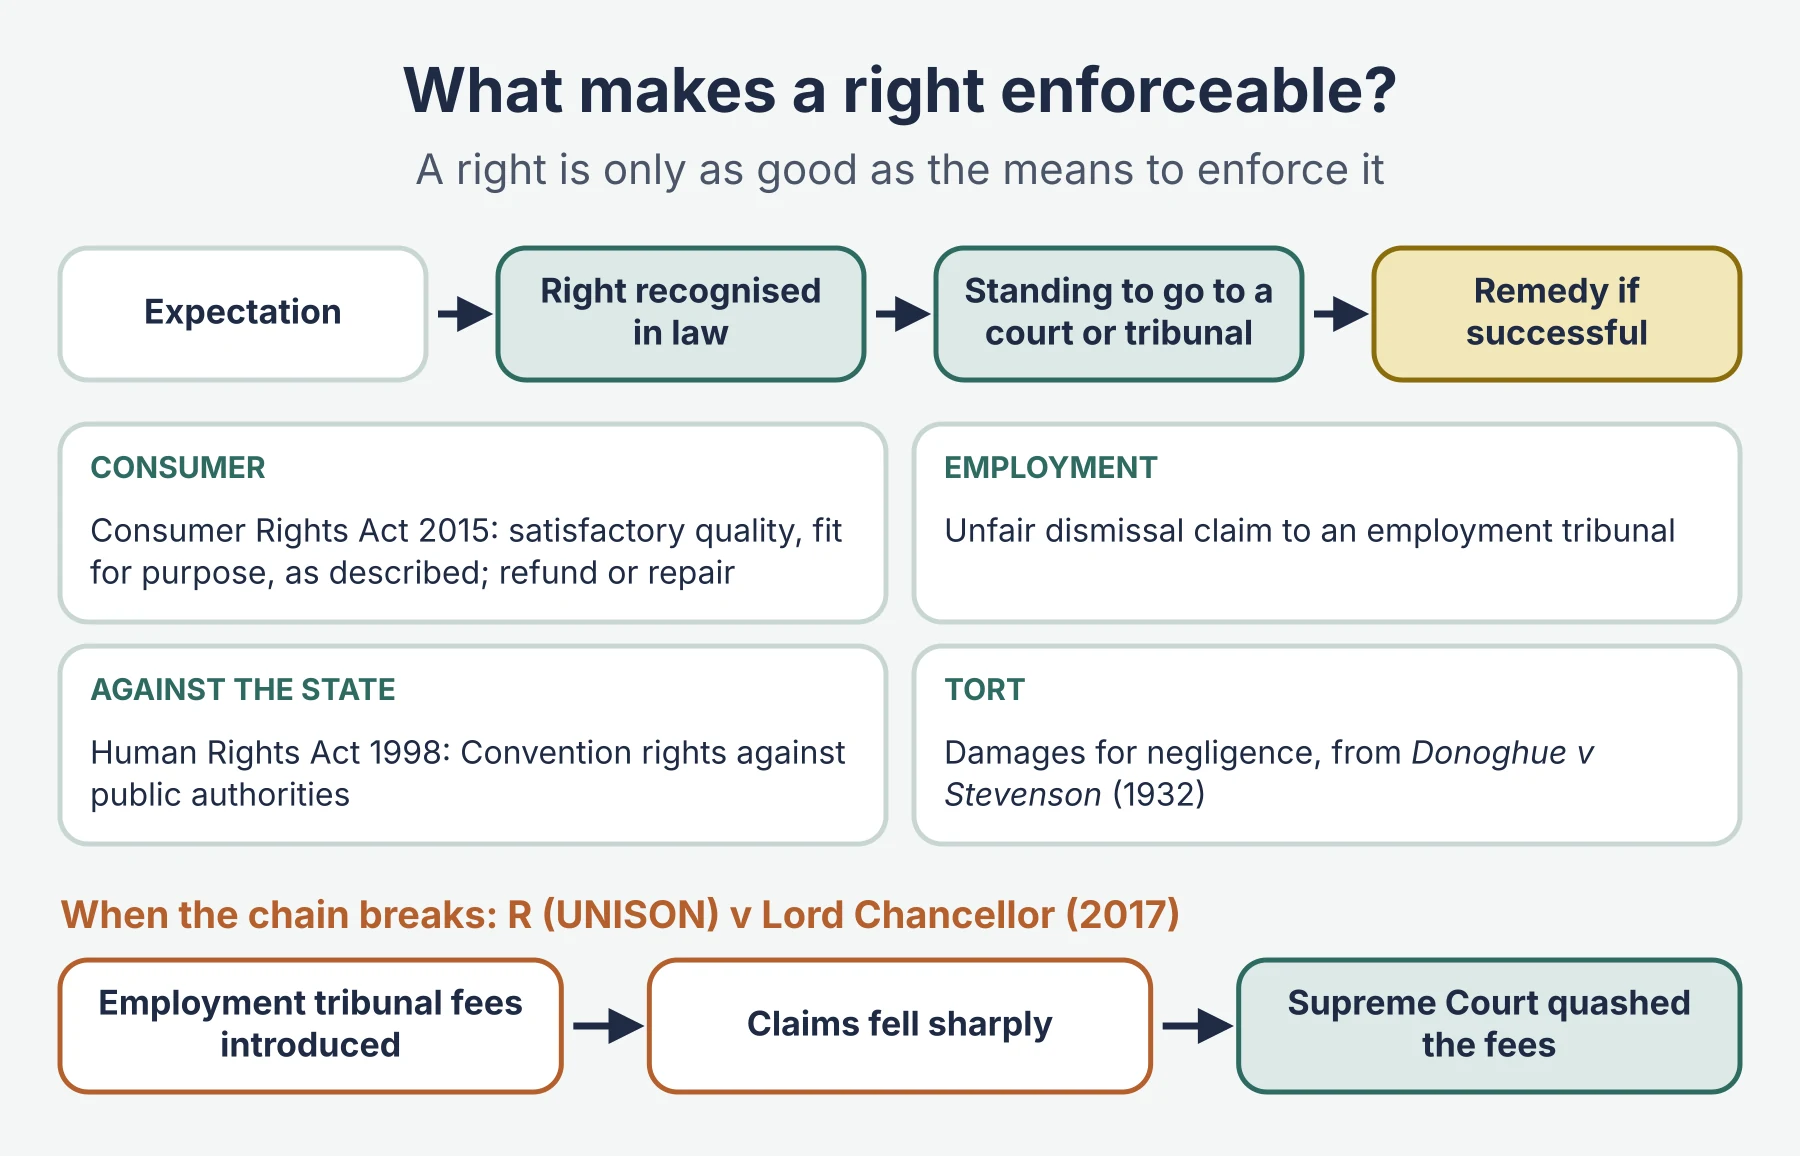 What makes a right enforceable?
A right is only as good as the means to enforce it
Expectation
Right recognised
in law
Standing to go to a
court or tribunal
Remedy if
successful
CONSUMER
Consumer Rights Act 2015: satisfactory quality, fit
for purpose, as described; refund or repair
EMPLOYMENT
Unfair dismissal claim to an employment tribunal
AGAINST THE STATE
Human Rights Act 1998: Convention rights against
public authorities
TORT
Damages for negligence, from Donoghue v
Stevenson (1932)
When the chain breaks: R (UNISON) v Lord Chancellor (2017)
Employment tribunal fees
introduced
Claims fell sharply
Supreme Court quashed
the fees